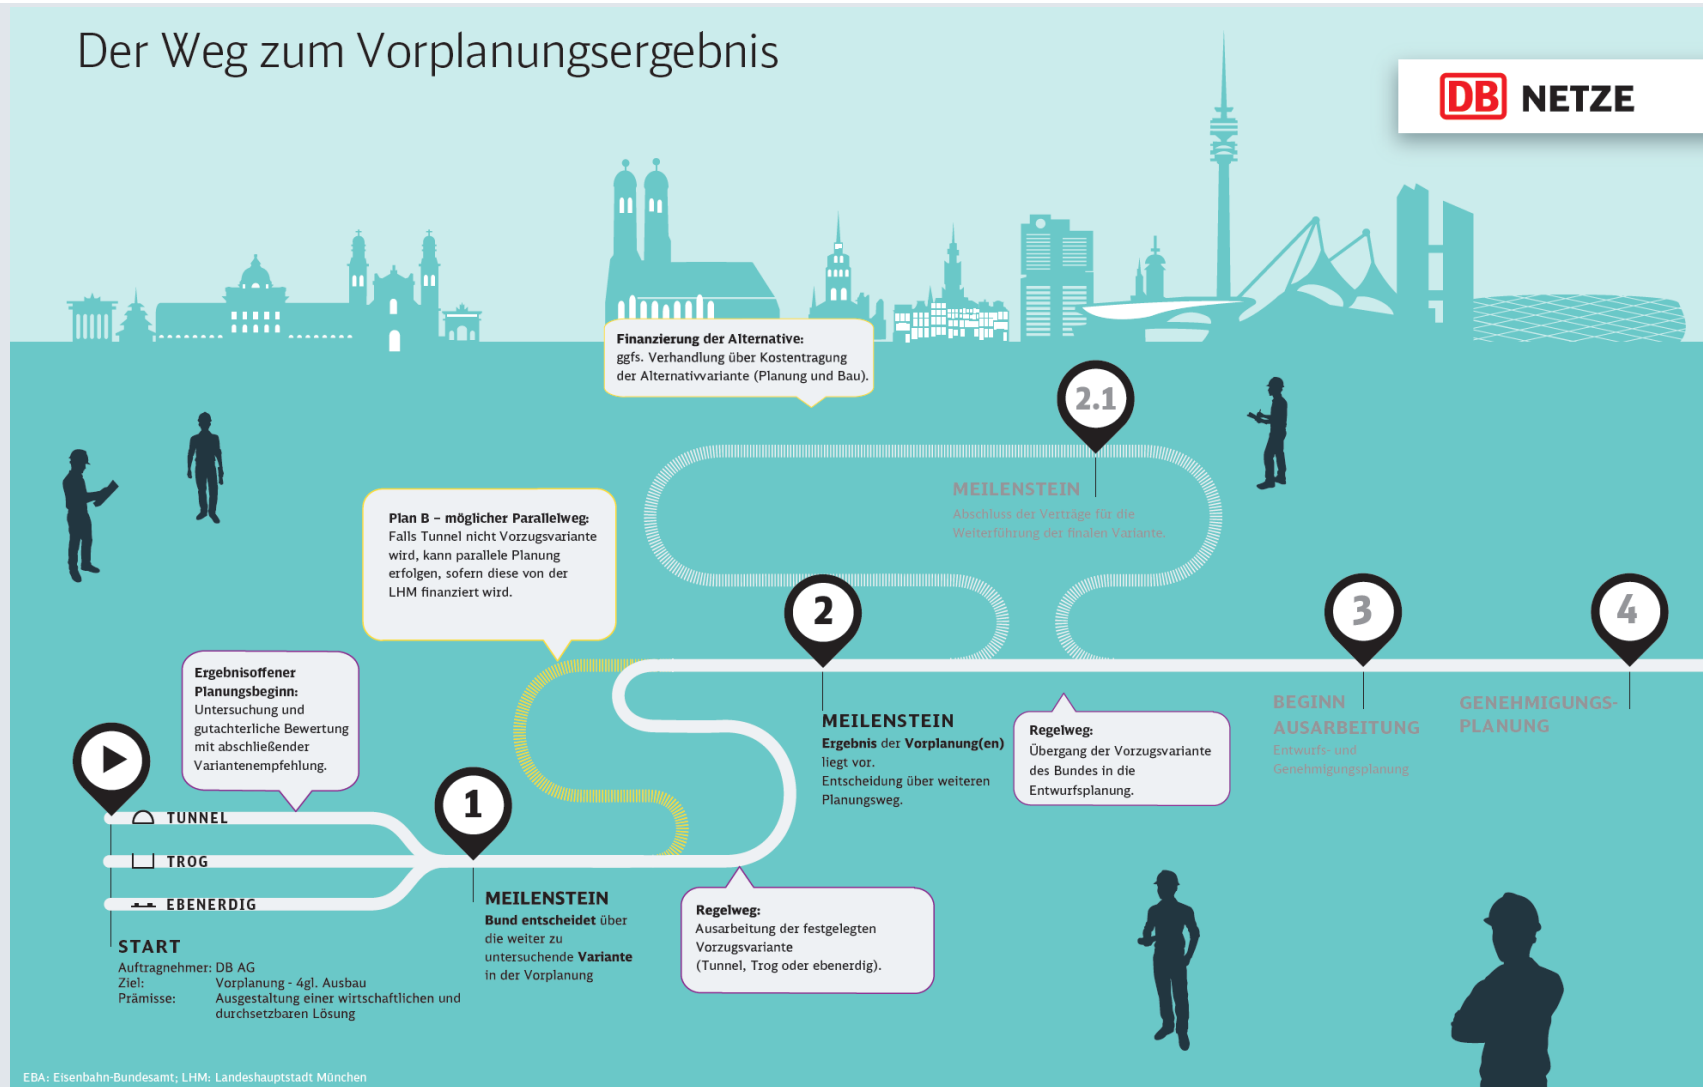 Der Weg zum Vorplanungsergebnis
DB NETZE
Finanzierung der Alternative:
ggfs. Verhandlung über Kostentragung
der Alternativvariante (Planung und Bau).
2.1
MEILENSTEIN
Abschluss der Verträge für die
Weiterführung der finalen Variante.
Plan B – möglicher Parallelweg:
Falls Tunnel nicht Vorzugsvariante
wird, kann parallele Planung
erfolgen, sofern diese von der
LHM finanziert wird.
2
3
4
Ergebnisoffener
Planungsbeginn:
Untersuchung und
gutachterliche Bewertung
mit abschließender
Variantenempfehlung.
MEILENSTEIN
Ergebnis der Vorplanung(en)
liegt vor.
Entscheidung über weiteren
Planungsweg.
Regelweg:
Übergang der Vorzugsvariante
des Bundes in die
Entwurfsplanung.
BEGINN
AUSARBEITUNG
Entwurfs- und
Genehmigungsplanung
GENEHMIGUNGS-
PLANUNG
1
TUNNEL
TROG
EBENERDIG
MEILENSTEIN
Bund entscheidet über
die weiter zu
untersuchende Variante
in der Vorplanung
Regelweg:
Ausarbeitung der festgelegten
Vorzugsvariante
(Tunnel, Trog oder ebenerdig).
START
Auftragnehmer: DB AG
Ziel: Vorplanung - 4gl. Ausbau
Prämisse: Ausgestaltung einer wirtschaftlichen und
durchsetzbaren Lösung
EBA: Eisenbahn-Bundesamt; LHM: Landeshauptstadt München